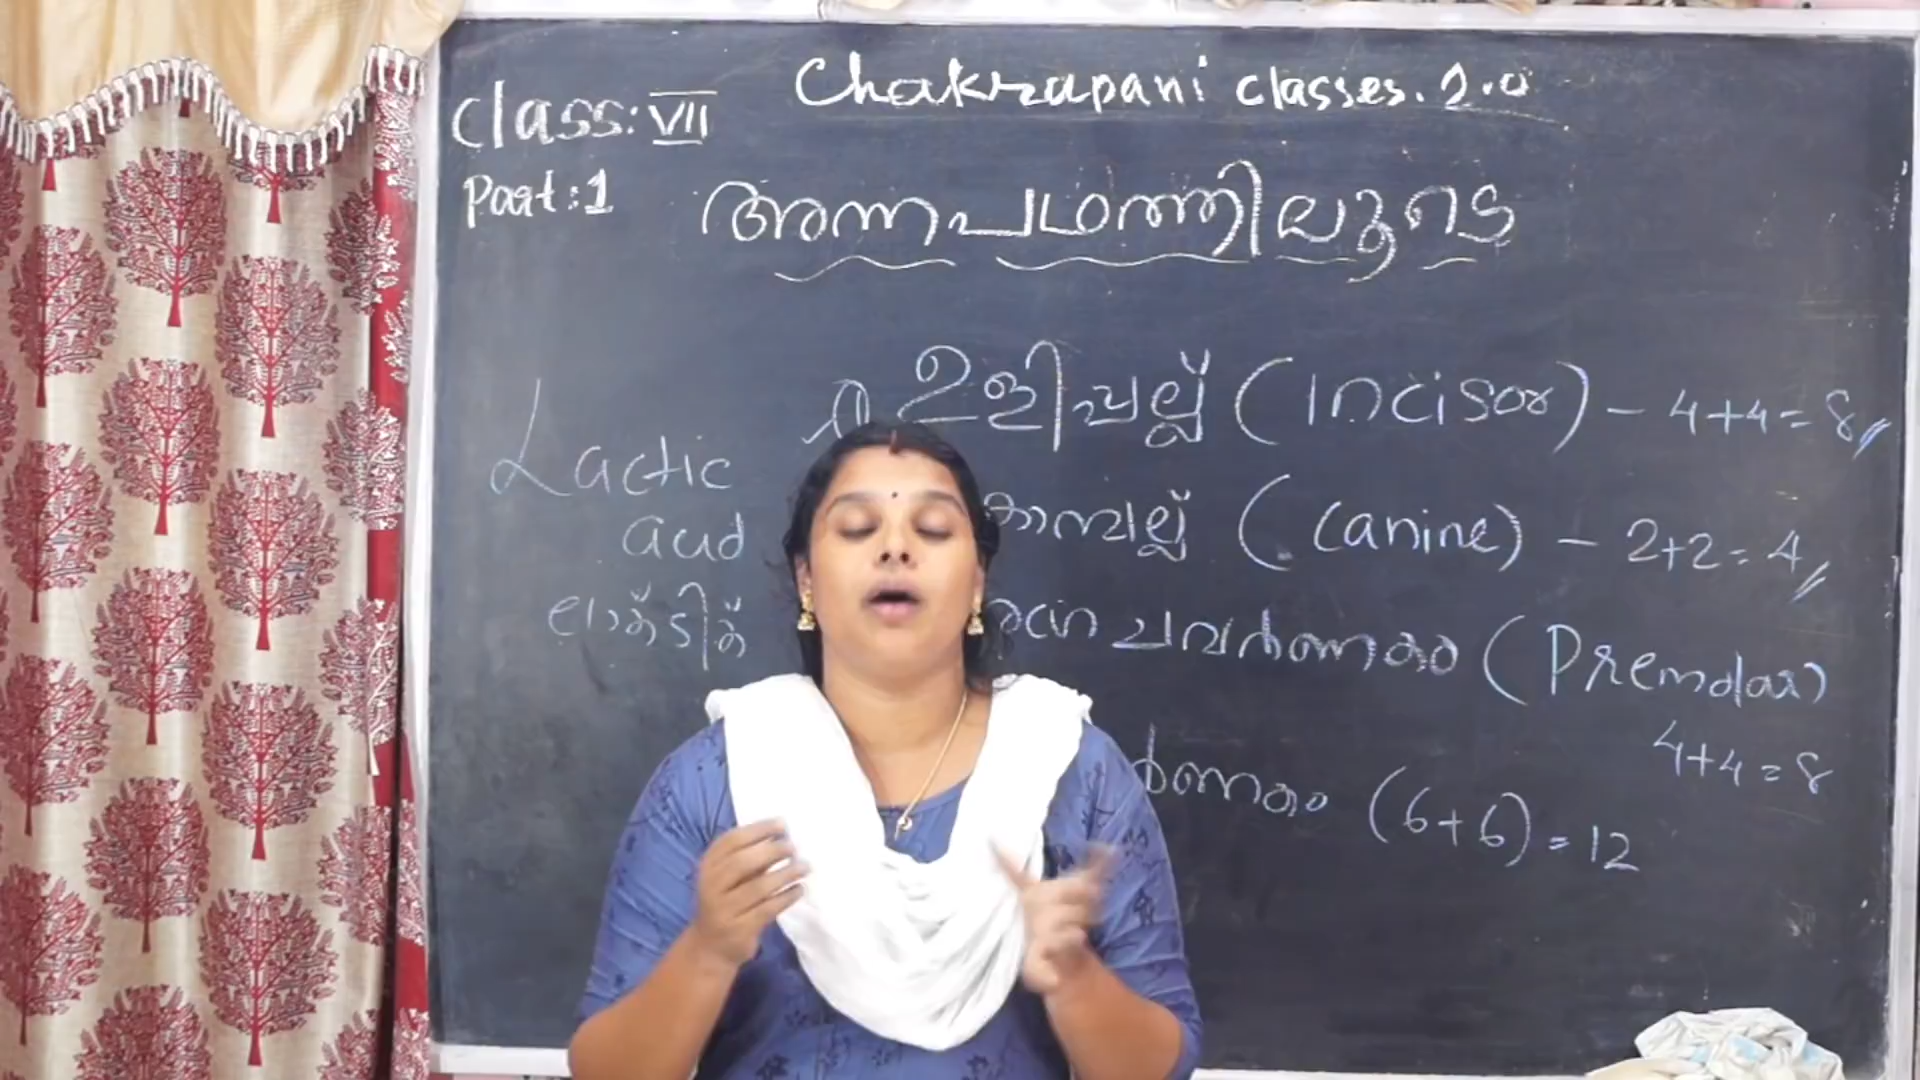 Class: VII
Chakrapani classes. 2.0
Part: 1
അന്നപഥത്തിലൂടെ
ഉളിപ്പല്ല് (Incisor) - 4+4=8
Lactic
acid
ലാക്ടിക്
(Canine) - 2+2=4
(Premolar)
4+4=8
(6+6)=12